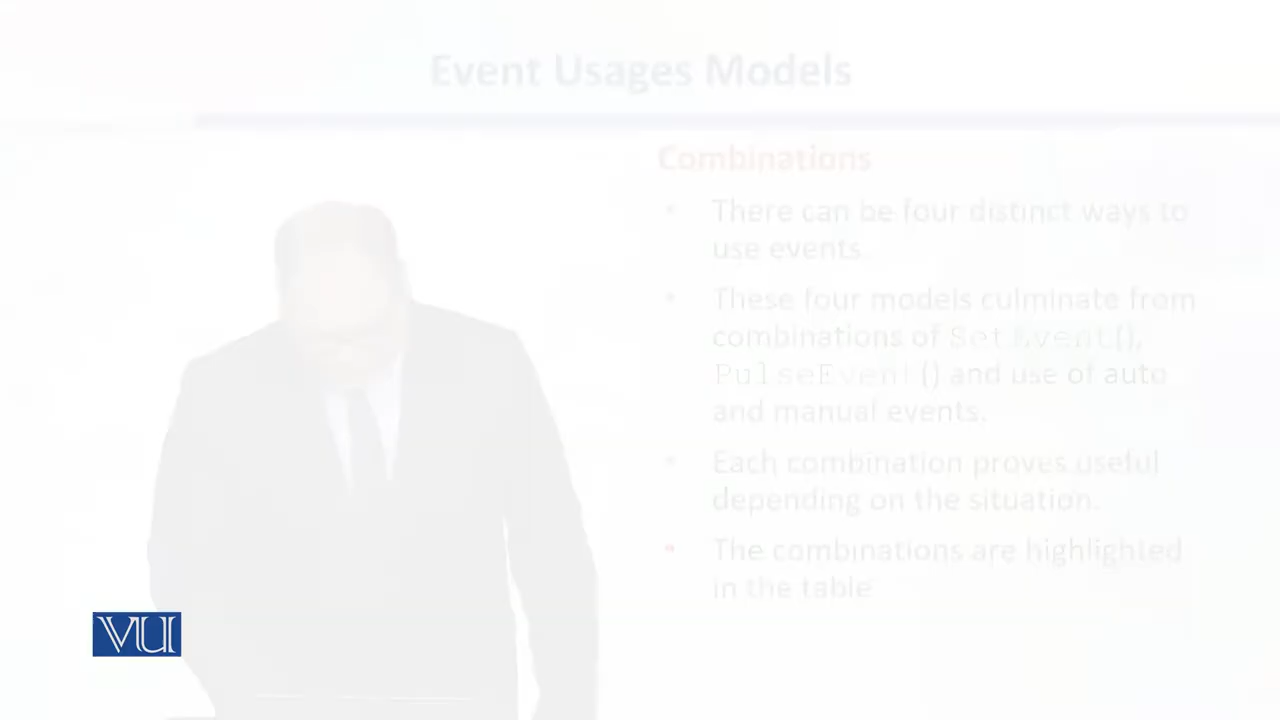 Event Usages Models
Combinations
• There can be four distinct ways to
use events.
• These four models culminate from
combinations of SetEvent(),
PulseEvent() and use of auto
and manual events.
• Each combination proves useful
depending on the situation.
• The combinations are highlighted
in the table
VU